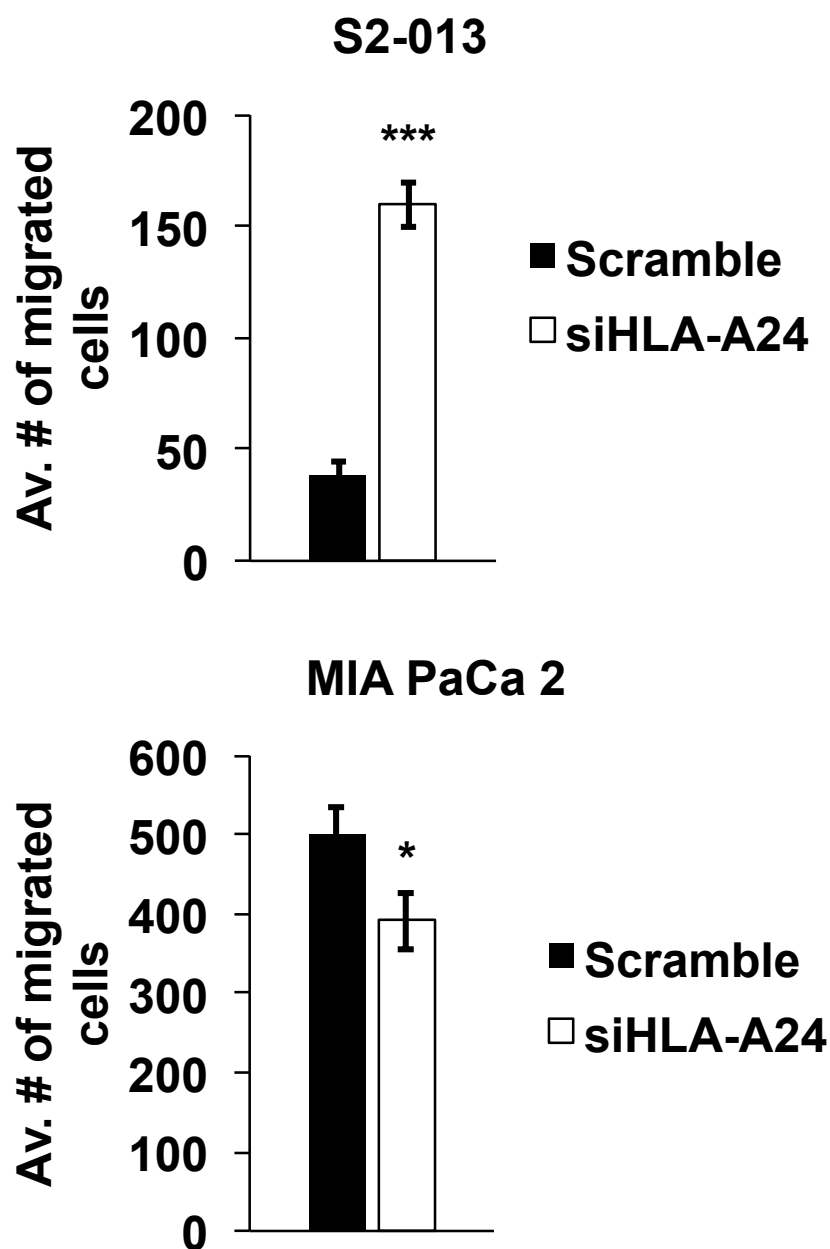 S2-013
Av. # of migrated
cells
200
150
100
50
0
***
Scramble
siHLA-A24
MIA PaCa 2
Av. # of migrated
cells
600
500
400
300
200
100
0
*
Scramble
siHLA-A24